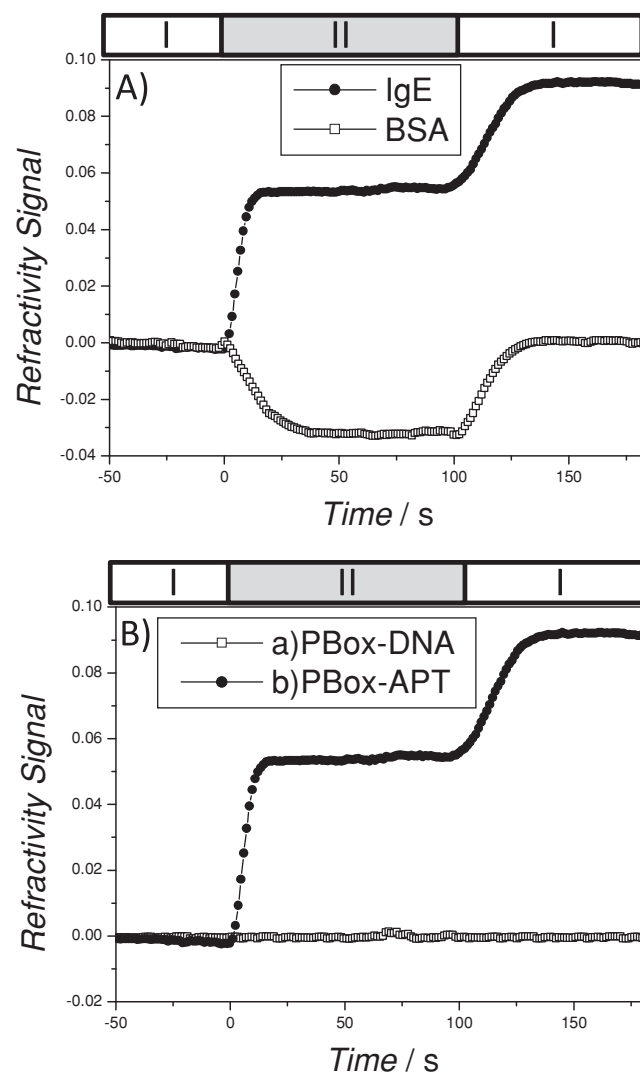 I II I
A)
IgE
BSA
0.10
0.08
0.06
0.04
0.02
0.00
-0.02
-0.04
Refractivity Signal
-50 0 50 100 150
Time / s
I II I
B)
a)PBox-DNA
b)PBox-APT
0.10
0.08
0.06
0.04
0.02
0.00
-0.02
Refractivity Signal
-50 0 50 100 150
Time / s